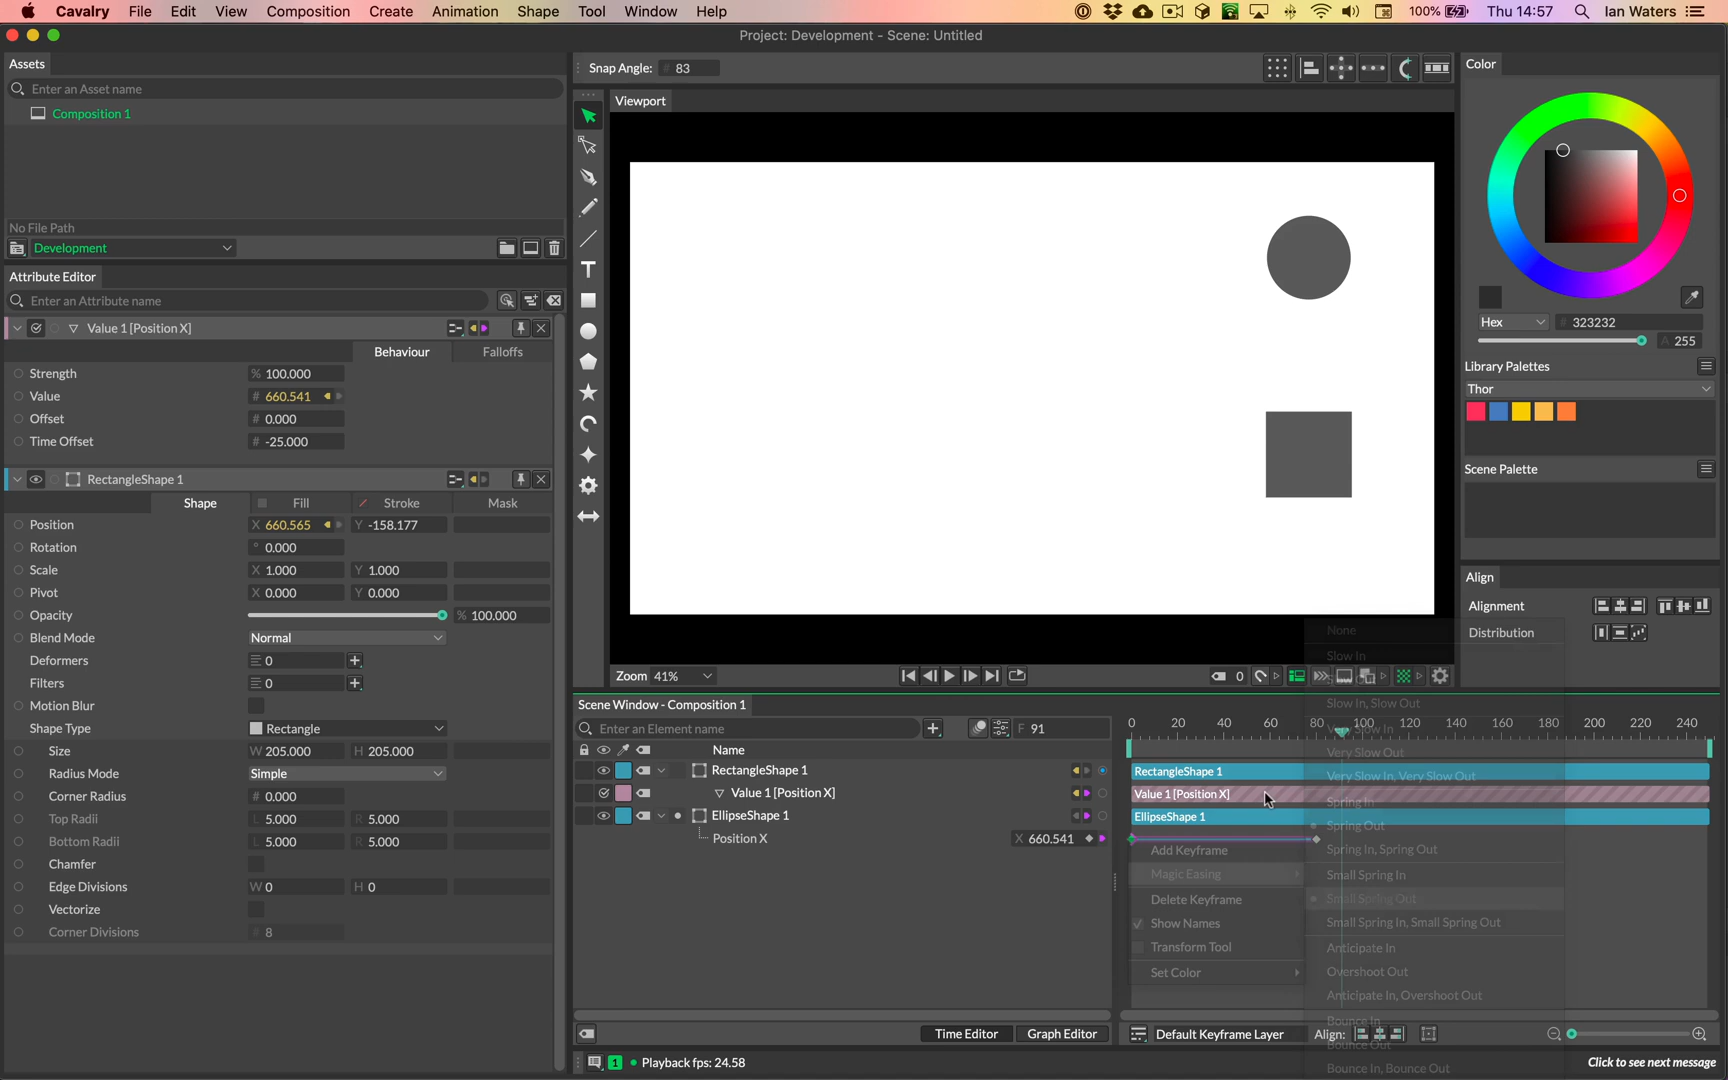 Cavalry File Edit View Composition Create Animation Shape Tool Window Help 100% Thu 14:57 Ian Waters
Project: Development - Scene: Untitled
Assets
Enter an Asset name
Composition 1
No File Path
Development
Attribute Editor
Enter an Attribute name
Value 1 [Position X]
Behaviour Falloffs
Strength % 100.000
Value # 660.541
Offset # 0.000
Time Offset # -25.000
RectangleShape 1
Shape Fill Stroke Mask
Position X 660.565 Y -158.177
Rotation ° 0.000
Scale X 1.000 Y 1.000
Pivot X 0.000 Y 0.000
Opacity % 100.000
Blend Mode Normal
Deformers 0
Filters 0
Motion Blur
Shape Type Rectangle
Size W 205.000 H 205.000
Radius Mode Simple
Corner Radius # 0.000
Top Radii L 5.000 R 5.000
Bottom Radii L 5.000 R 5.000
Chamfer
Edge Divisions W 0 H 0
Vectorize
Corner Divisions # 8
Snap Angle: # 83
Viewport
Zoom 41% 0
Scene Window - Composition 1
Enter an Element name F 91
Name
RectangleShape 1
Value 1 [Position X]
EllipseShape 1
Position X X 660.541
0 20 40 60 80 100 120 140 160 180 200 220 240
RectangleShape 1
Value 1 [Position X]
EllipseShape 1
Add Keyframe
Magic Easing
Delete Keyframe
Show Names
Transform Tool
Set Color
None
Slow In
Slow In, Slow Out
Very Slow Out
Very Slow In, Very Slow Out
Spring In
Spring Out
Spring In, Spring Out
Small Spring In
Small Spring Out
Small Spring In, Small Spring Out
Anticipate In
Overshoot Out
Anticipate In, Overshoot Out
Bounce In
Bounce Out
Bounce In, Bounce Out
Time Editor Graph Editor Default Keyframe Layer Align:
1 Playback fps: 24.58 Click to see next message
Color
Hex # 323232
A 255
Library Palettes
Thor
Scene Palette
Align
Alignment
Distribution